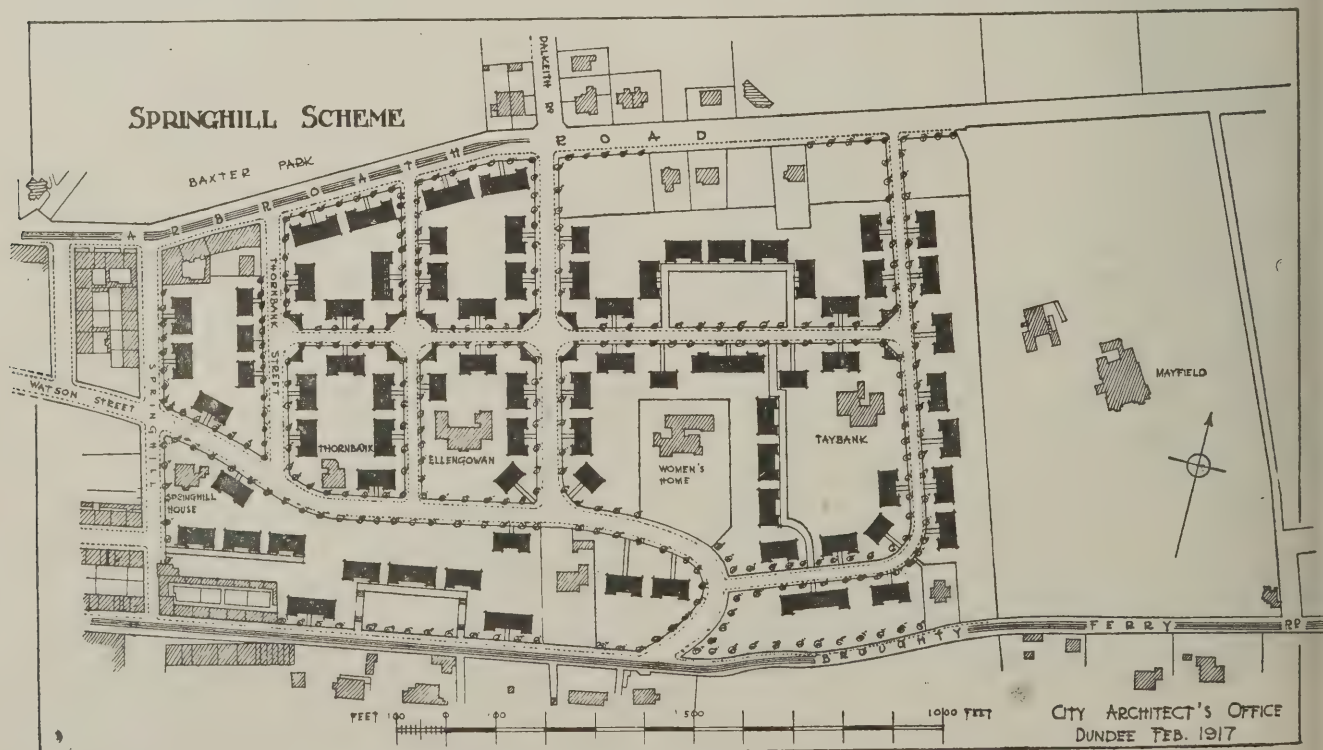 SPRINGHILL SCHEME
DALKEITH RD
BAXTER PARK
ARBROATH ROAD
THORNBANK STREET
SPRINGHILL
WATSON STREET
MAYFIELD
THORNBANK
ELLENGOWAN
WOMEN'S
HOME
TAYBANK
SPRINGHILL
HOUSE
BROUGHTY FERRY RD
FEET 100 0 100 500 1000 FEET
CITY ARCHITECT'S OFFICE
DUNDEE FEB. 1917